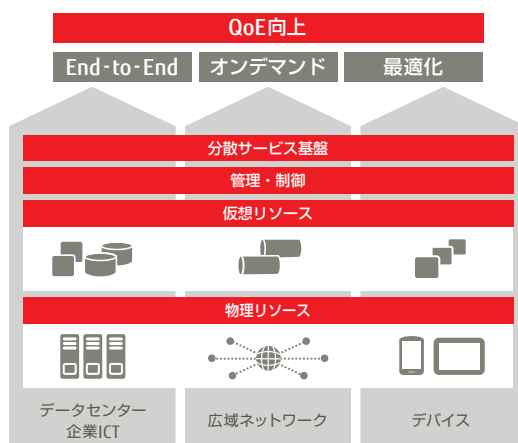 QoE向上
End-to-End オンデマンド 最適化
分散サービス基盤
管理・制御
仮想リソース
物理リソース
データセンター
企業ICT
広域ネットワーク
デバイス